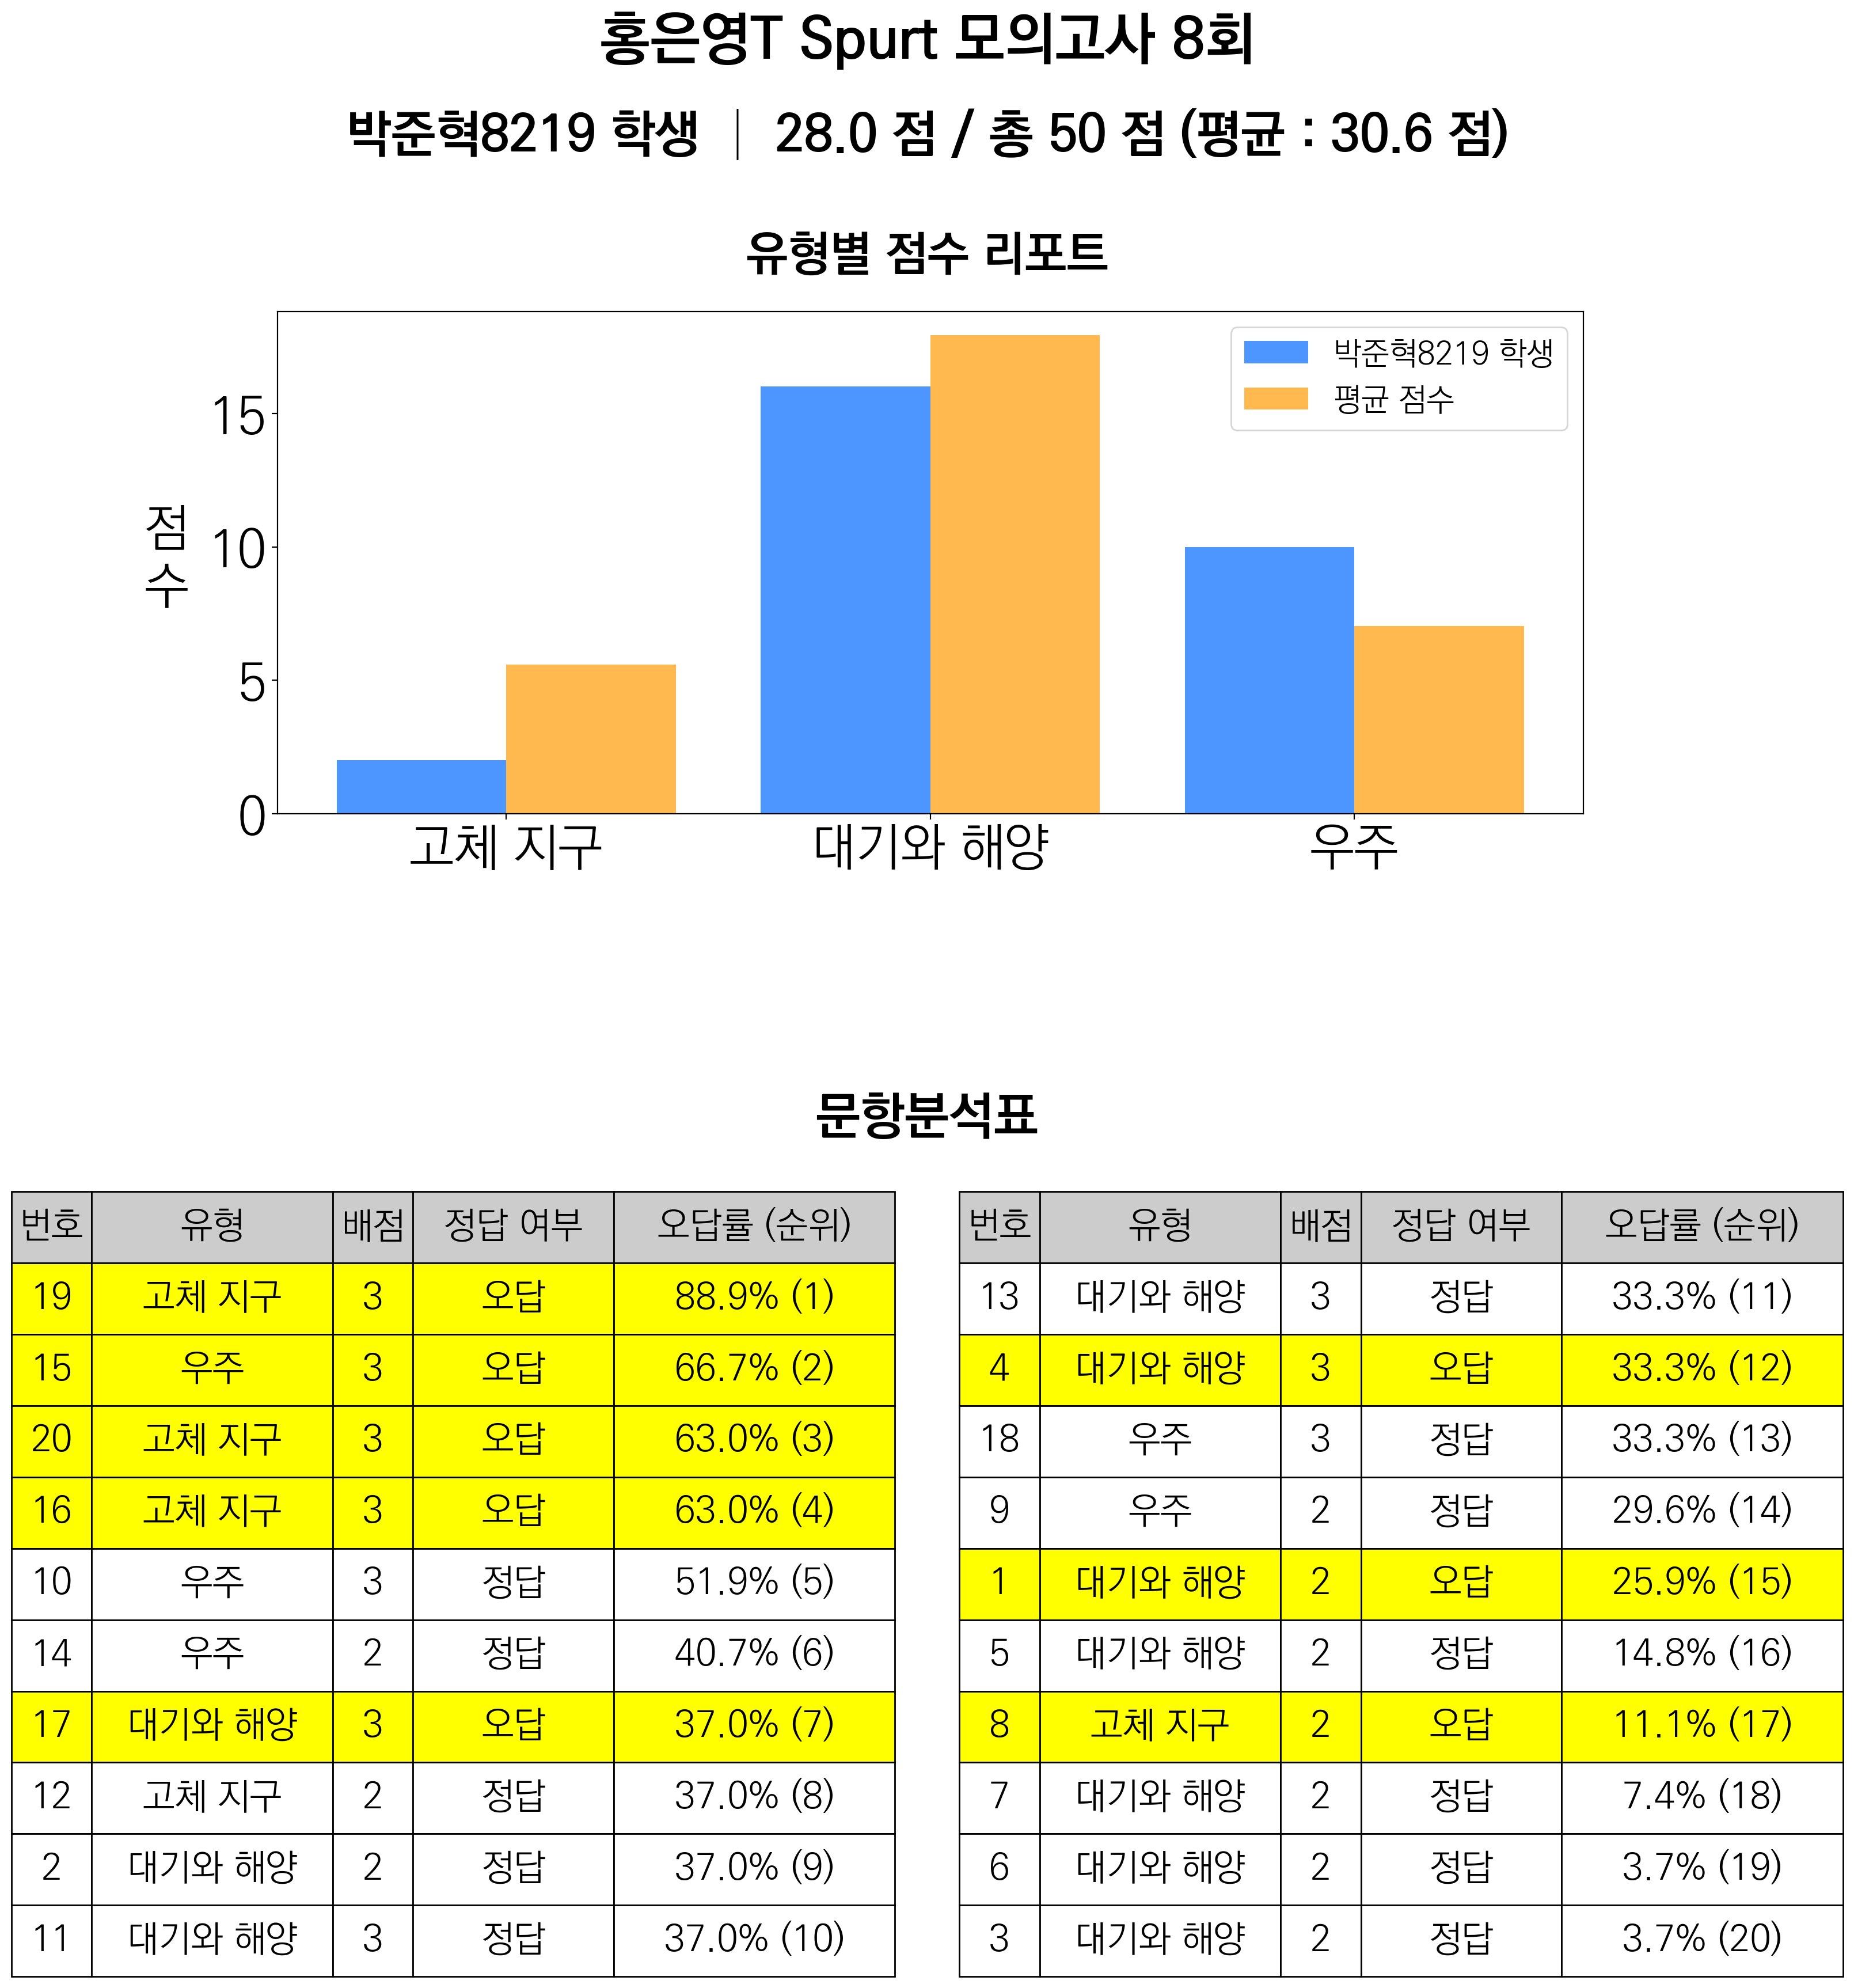 홍은영T Spurt 모의고사 8회
박준혁8219 학생 │ 28.0 점 / 총 50 점 (평균 : 30.6 점)
유형별 점수 리포트
박준혁8219 학생
평균 점수
점수
15
10
5
0
고체 지구 대기와 해양 우주
문항분석표
번호 유형 배점 정답 여부 오답률 (순위)
19 고체 지구 3 오답 88.9% (1)
15 우주 3 오답 66.7% (2)
20 고체 지구 3 오답 63.0% (3)
16 고체 지구 3 오답 63.0% (4)
10 우주 3 정답 51.9% (5)
14 우주 2 정답 40.7% (6)
17 대기와 해양 3 오답 37.0% (7)
12 고체 지구 2 정답 37.0% (8)
2 대기와 해양 2 정답 37.0% (9)
11 대기와 해양 3 정답 37.0% (10)
번호 유형 배점 정답 여부 오답률 (순위)
13 대기와 해양 3 정답 33.3% (11)
4 대기와 해양 3 오답 33.3% (12)
18 우주 3 정답 33.3% (13)
9 우주 2 정답 29.6% (14)
1 대기와 해양 2 오답 25.9% (15)
5 대기와 해양 2 정답 14.8% (16)
8 고체 지구 2 오답 11.1% (17)
7 대기와 해양 2 정답 7.4% (18)
6 대기와 해양 2 정답 3.7% (19)
3 대기와 해양 2 정답 3.7% (20)